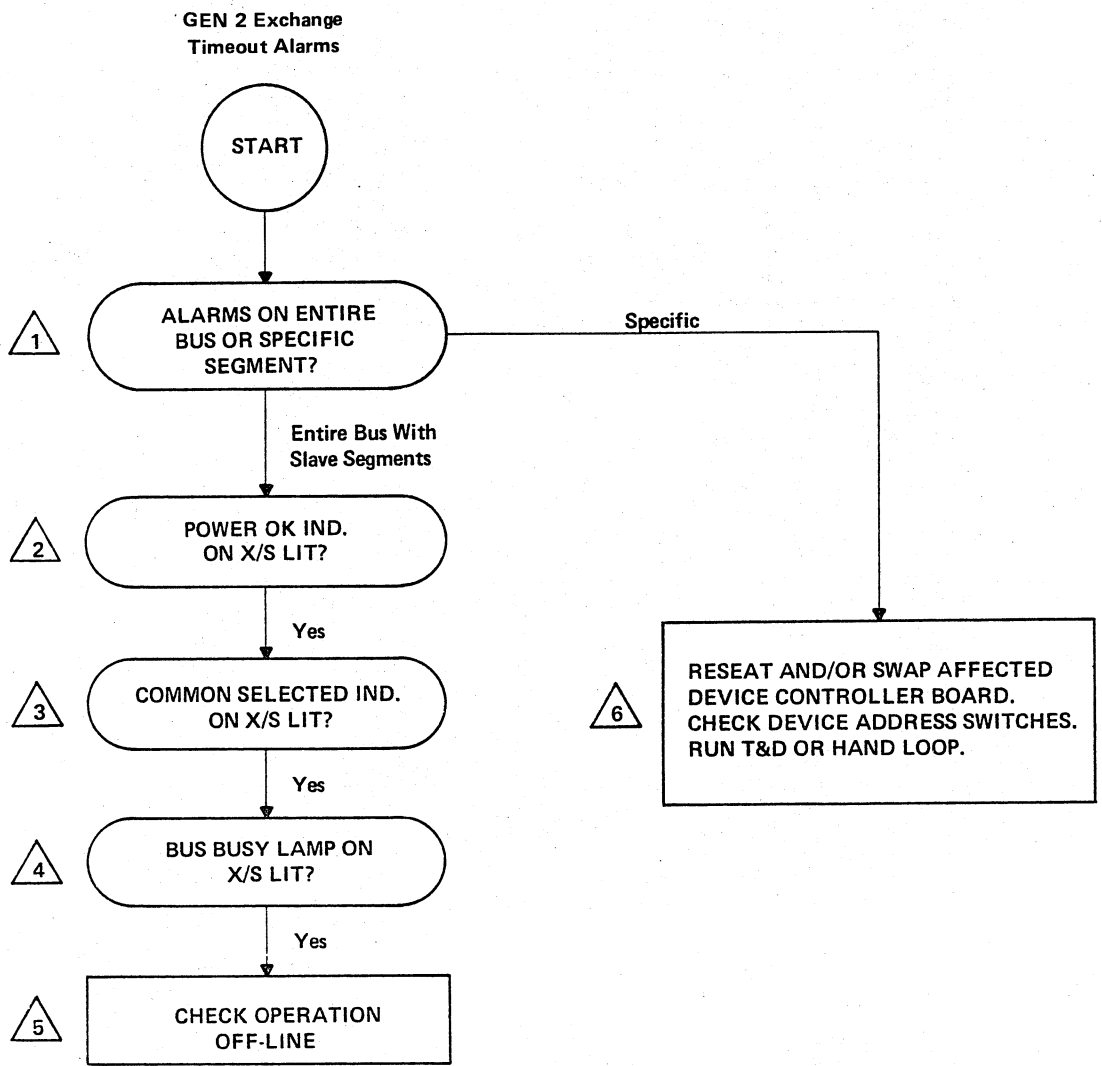 GEN 2 Exchange
Timeout Alarms
START
1
ALARMS ON ENTIRE
BUS OR SPECIFIC
SEGMENT?
Specific
Entire Bus With
Slave Segments
2
POWER OK IND.
ON X/S LIT?
Yes
3
COMMON SELECTED IND.
ON X/S LIT?
Yes
4
BUS BUSY LAMP ON
X/S LIT?
Yes
5
CHECK OPERATION
OFF-LINE
6
RESEAT AND/OR SWAP AFFECTED
DEVICE CONTROLLER BOARD.
CHECK DEVICE ADDRESS SWITCHES.
RUN T&D OR HAND LOOP.